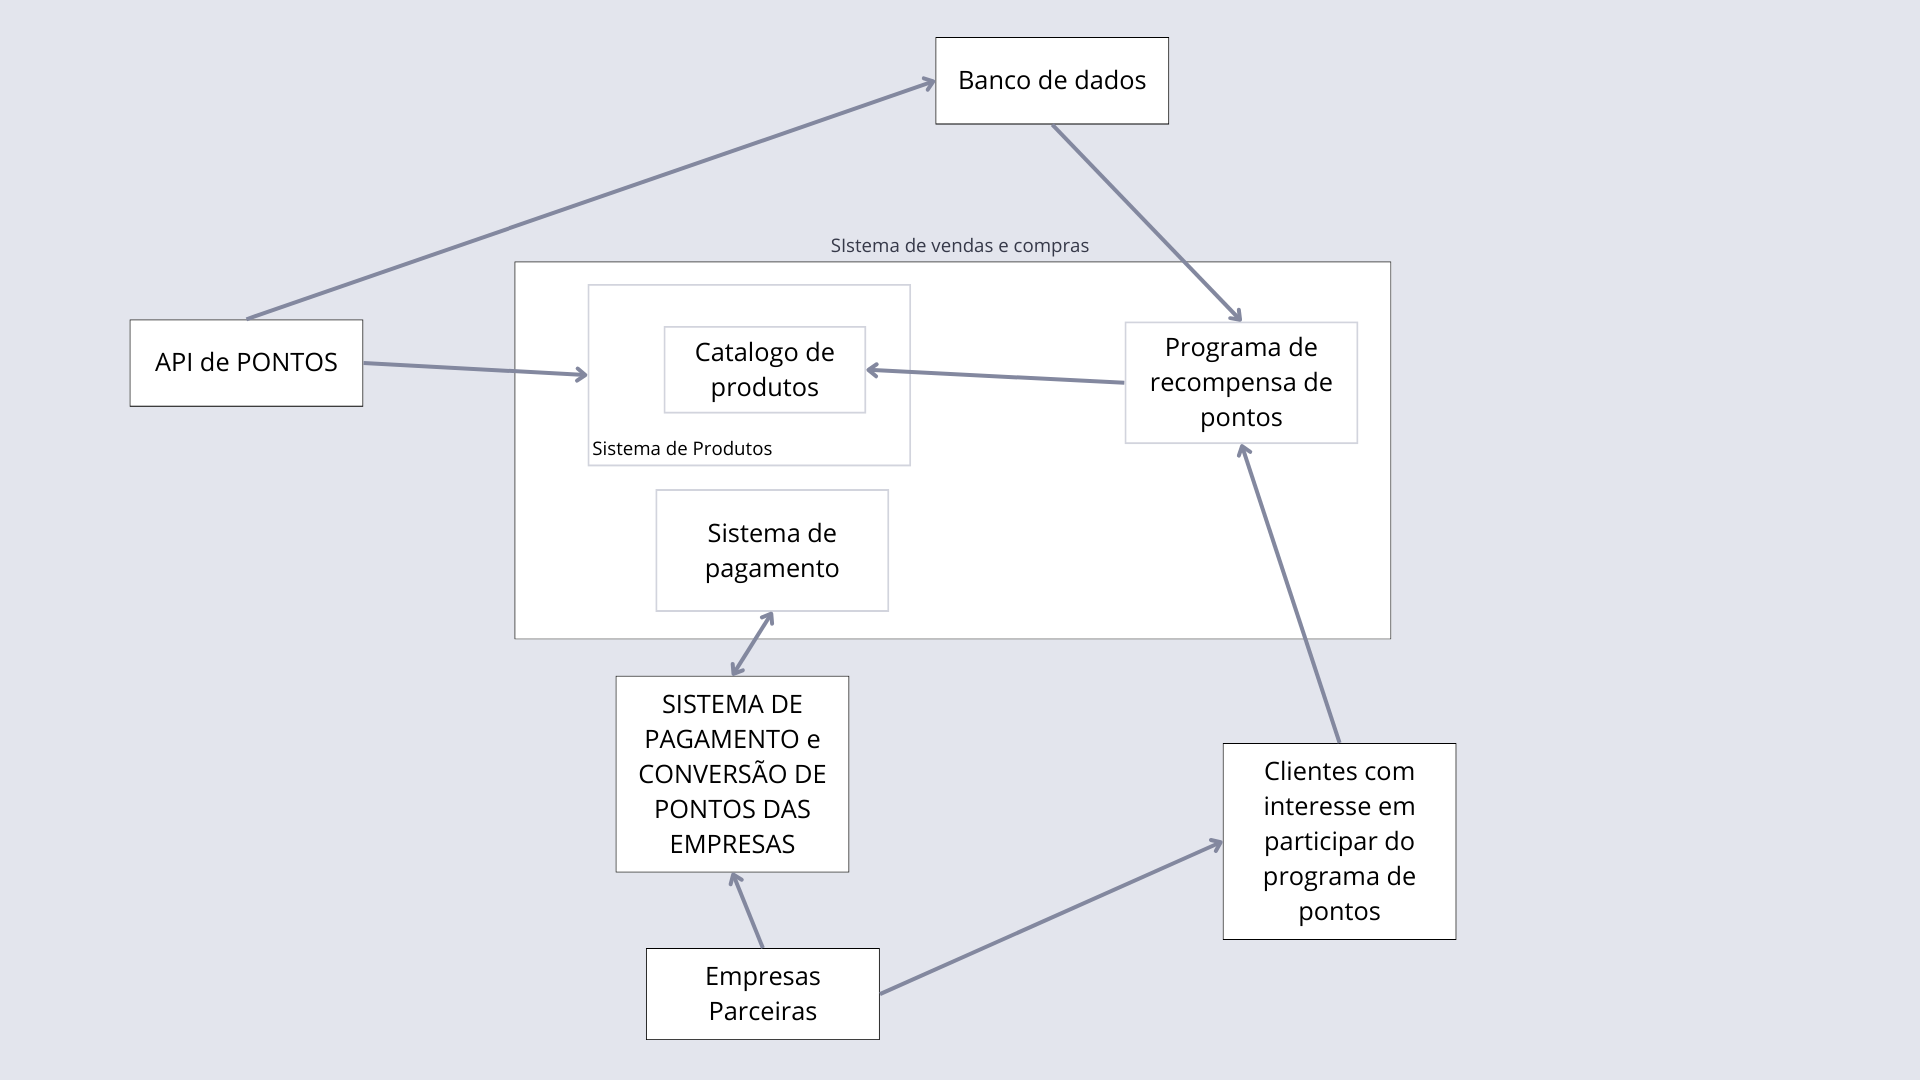 Banco de dados
SIstema de vendas e compras
API de PONTOS
Catalogo de
produtos
Sistema de Produtos
Programa de
recompensa de
pontos
Sistema de
pagamento
SISTEMA DE
PAGAMENTO e
CONVERSÃO DE
PONTOS DAS
EMPRESAS
Clientes com
interesse em
participar do
programa de
pontos
Empresas
Parceiras